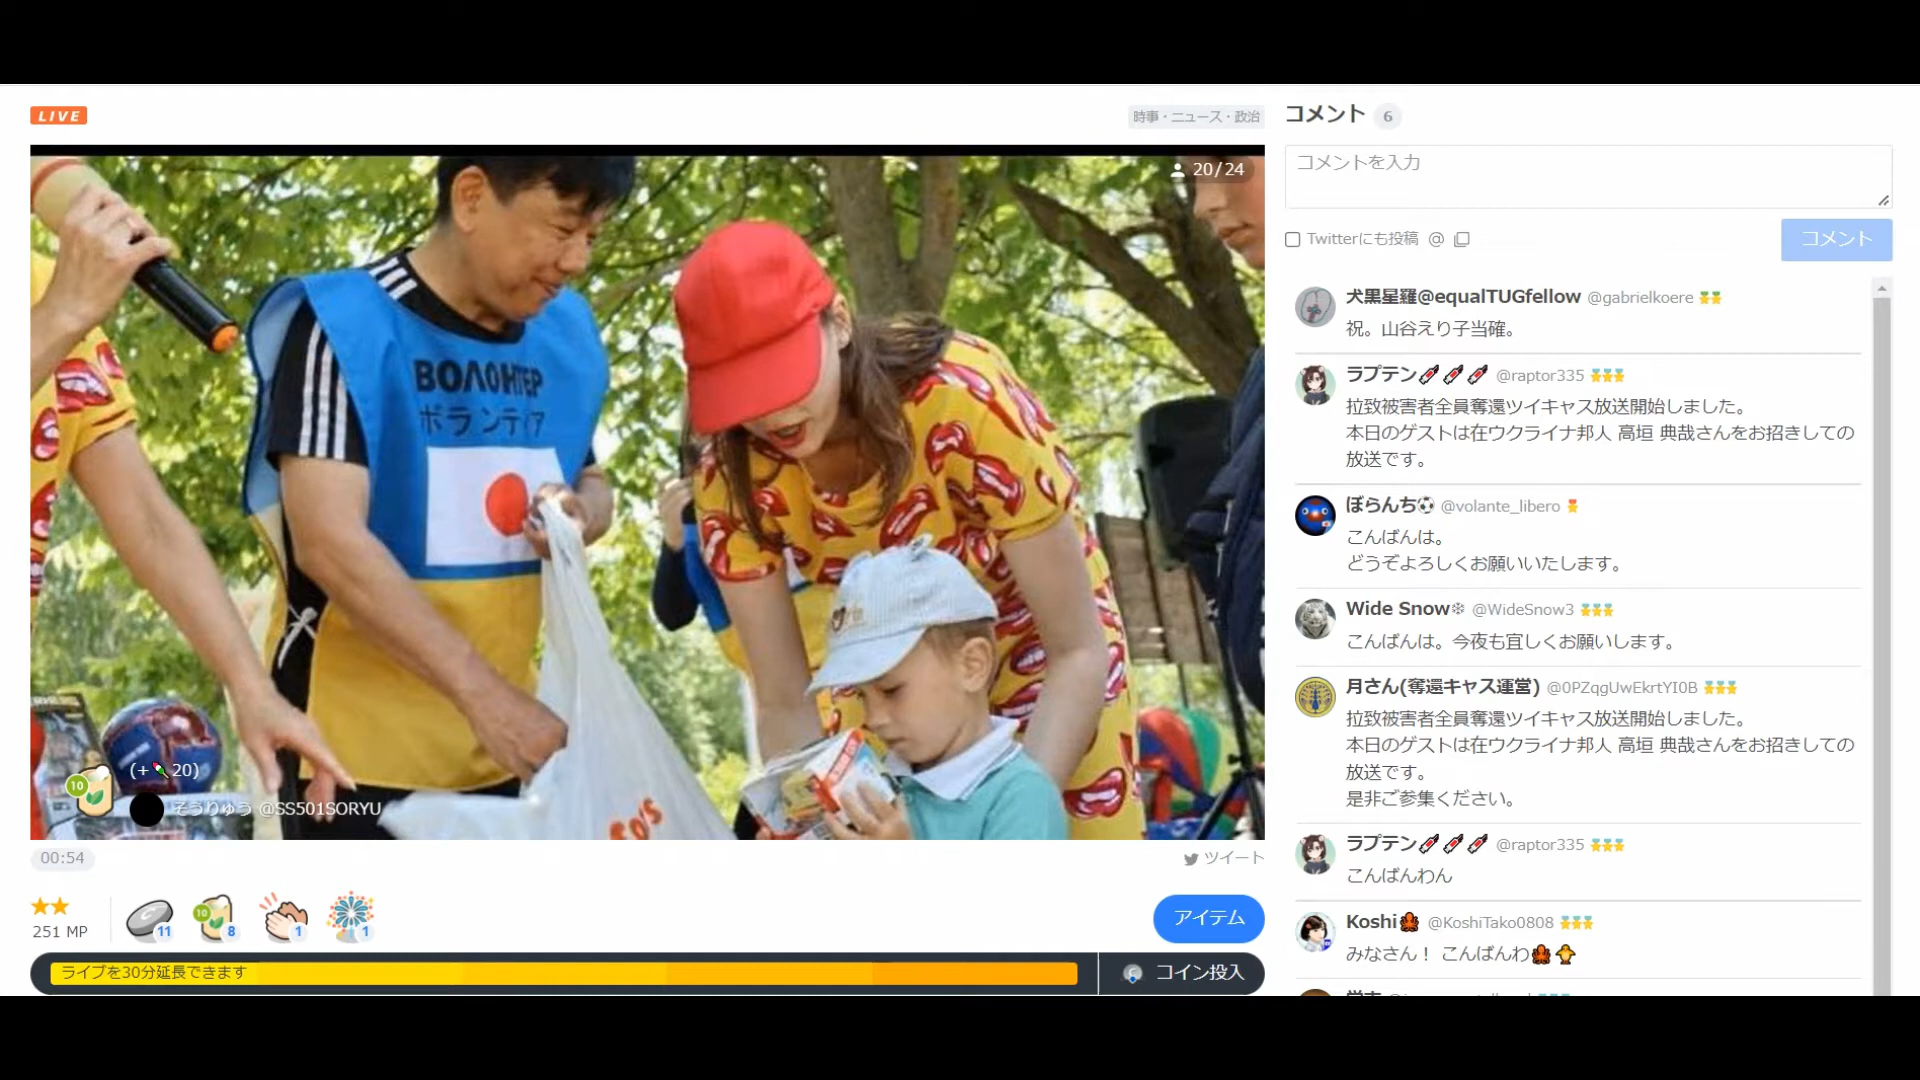 LIVE
時事・ニュース・政治
20/24
ВОЛОНТЕР
ボランティア
10
(+ 20)
そうりゅう @SS501SORYU
00:54
ツイート
251 MP
11
10
8
1
1
アイテム
ライブを30分延長できます
コイン投入
コメント 6
コメントを入力
Twitterにも投稿 @
コメント
犬黒星羅@equalTUGfellow @gabrielkoere
祝。山谷えり子当確。
ラプテン @raptor335
拉致被害者全員奪還ツイキャス放送開始しました。
本日のゲストは在ウクライナ邦人 高垣 典哉さんをお招きしての
放送です。
ぼらんち @volante_libero
こんばんは。
どうぞよろしくお願いいたします。
Wide Snow @WideSnow3
こんばんは。今夜も宜しくお願いします。
月さん(奪還キャス運営) @0PZqgUwEkrtYI0B
拉致被害者全員奪還ツイキャス放送開始しました。
本日のゲストは在ウクライナ邦人 高垣 典哉さんをお招きしての
放送です。
是非ご参集ください。
ラプテン @raptor335
こんばんわん
Koshi @KoshiTako0808
みなさん！ こんばんわ